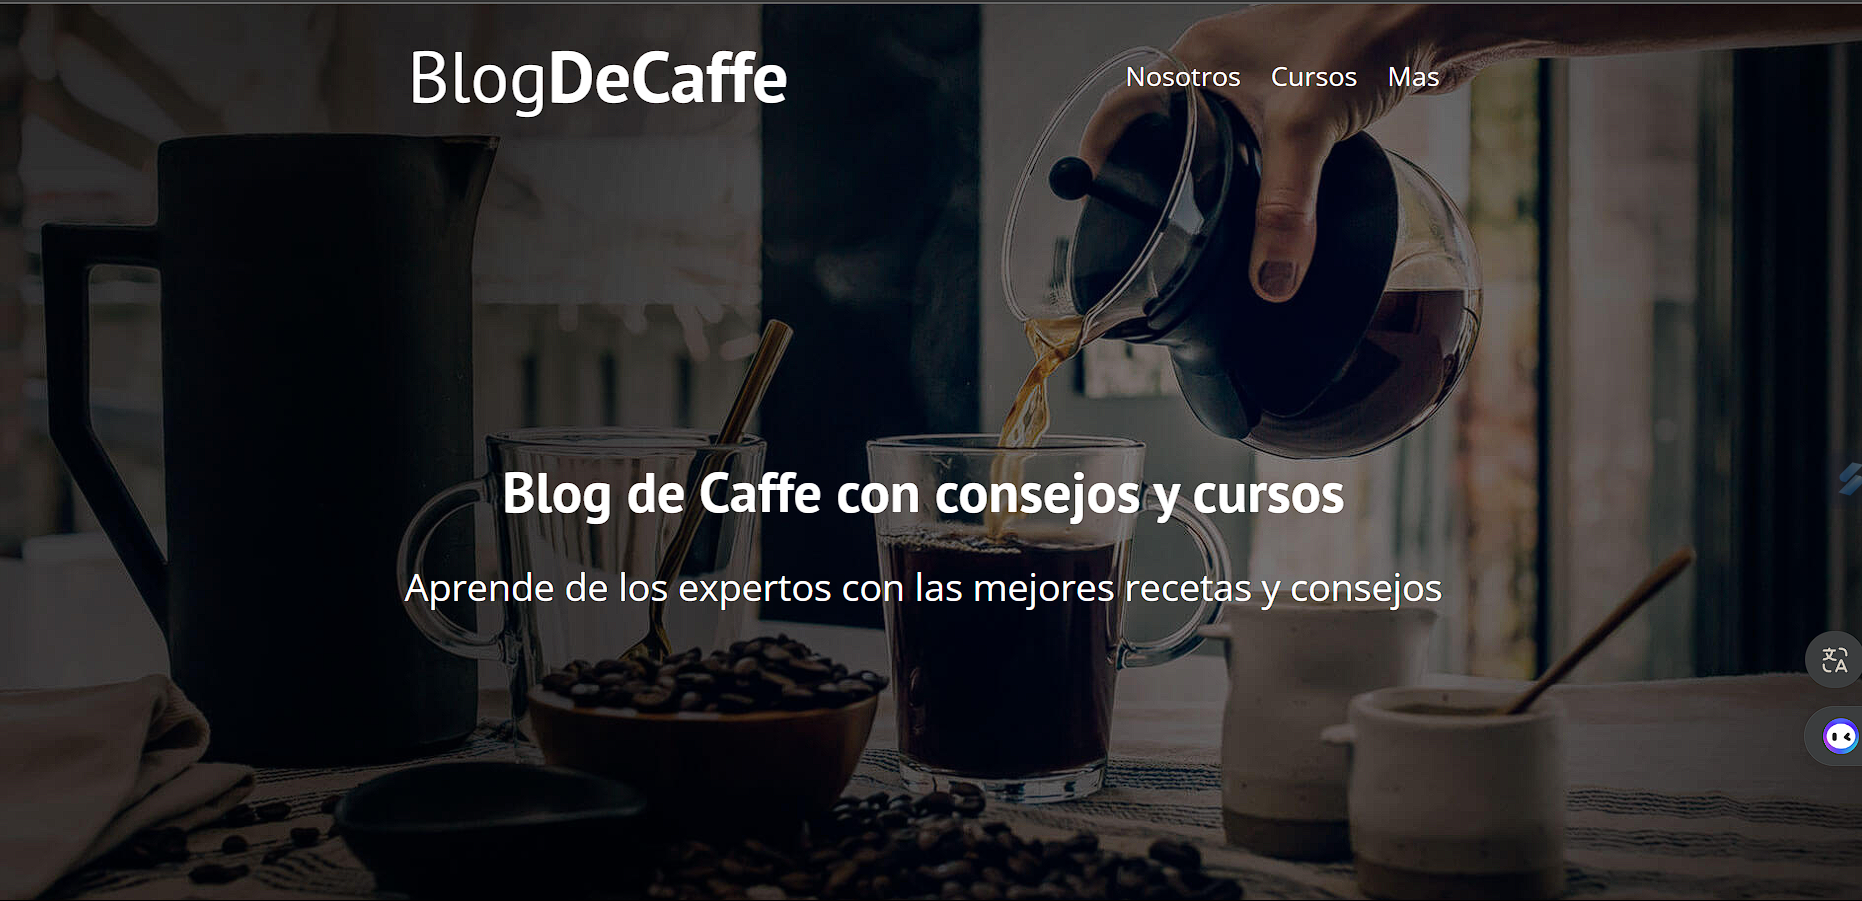 BlogDeCaffe
Nosotros Cursos Mas
Blog de Caffe con consejos y cursos
Aprende de los expertos con las mejores recetas y consejos